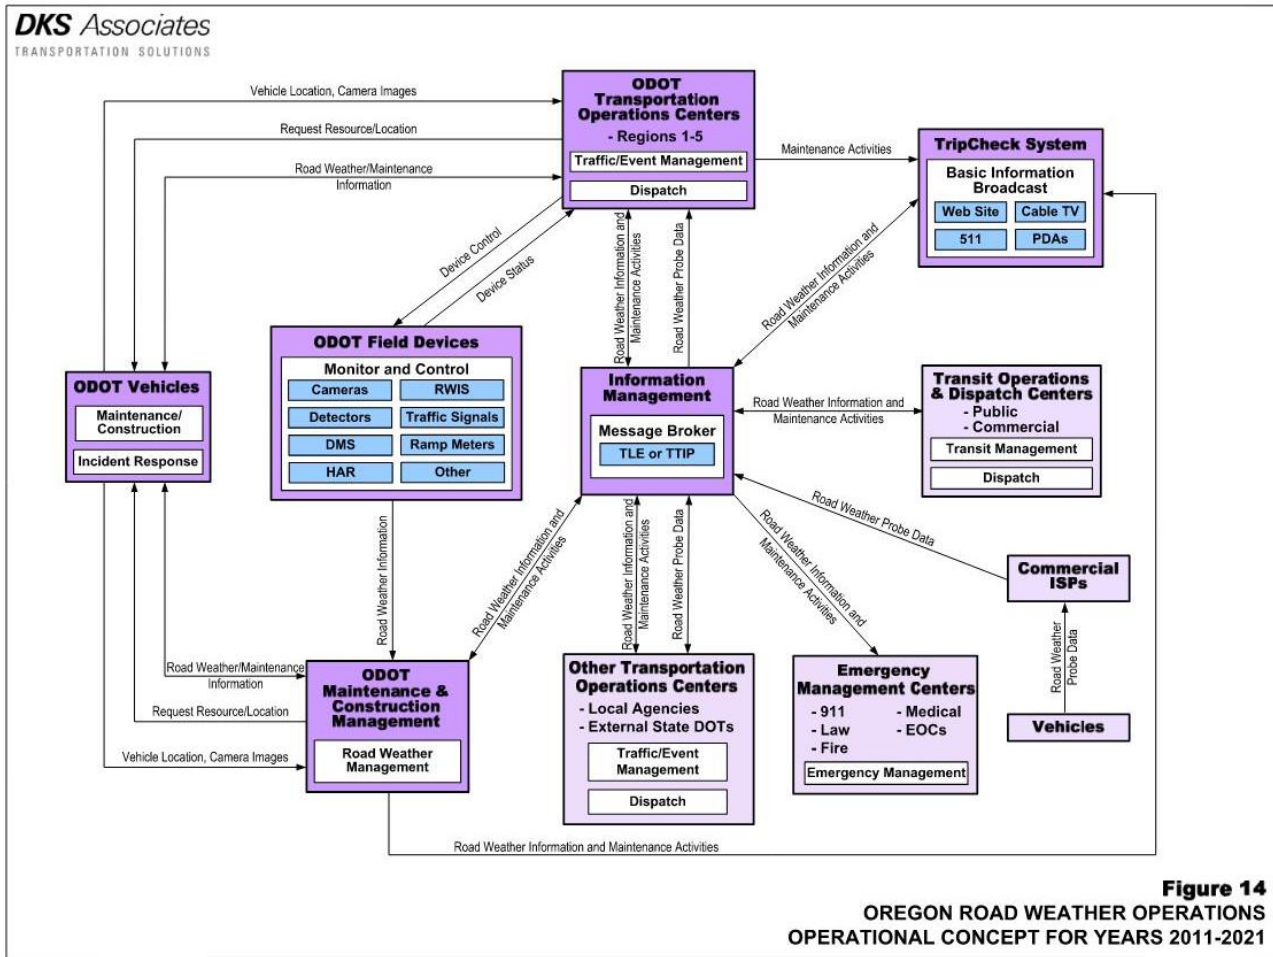 DKS Associates
TRANSPORTATION SOLUTIONS
ODOT
Transportation
Operations Centers
- Regions 1-5
Traffic/Event Management
Dispatch
Vehicle Location, Camera Images
Request Resource/Location
Road Weather/Maintenance
Information
Maintenance Activities
TripCheck System
Basic Information
Broadcast
Web Site
Cable TV
511
PDAs
Device Control
Device Status
Road Weather Information and
Maintenance Activities
Road Weather Probe Data
Road Weather Information and
Maintenance Activities
ODOT Field Devices
Monitor and Control
Cameras
RWIS
Detectors
Traffic Signals
DMS
Ramp Meters
HAR
Other
ODOT Vehicles
Maintenance/
Construction
Incident Response
Information
Management
Message Broker
TLE or TTIP
Road Weather Information and
Maintenance Activities
Transit Operations
& Dispatch Centers
- Public
- Commercial
Transit Management
Dispatch
Road Weather Information
Road Weather Information and
Maintenance Activities
Road Weather Information and
Maintenance Activities
Road Weather Probe Data
Road Weather Information and
Maintenance Activities
Road Weather Probe Data
Commercial
ISPs
Road Weather
Probe Data
Vehicles
Road Weather/Maintenance
Information
Request Resource/Location
Vehicle Location, Camera Images
ODOT
Maintenance &
Construction
Management
Road Weather
Management
Other Transportation
Operations Centers
- Local Agencies
- External State DOTs
Traffic/Event
Management
Dispatch
Emergency
Management Centers
- 911
- Medical
- Law
- EOCs
- Fire
Emergency Management
Road Weather Information and Maintenance Activities
Figure 14
OREGON ROAD WEATHER OPERATIONS
OPERATIONAL CONCEPT FOR YEARS 2011-2021